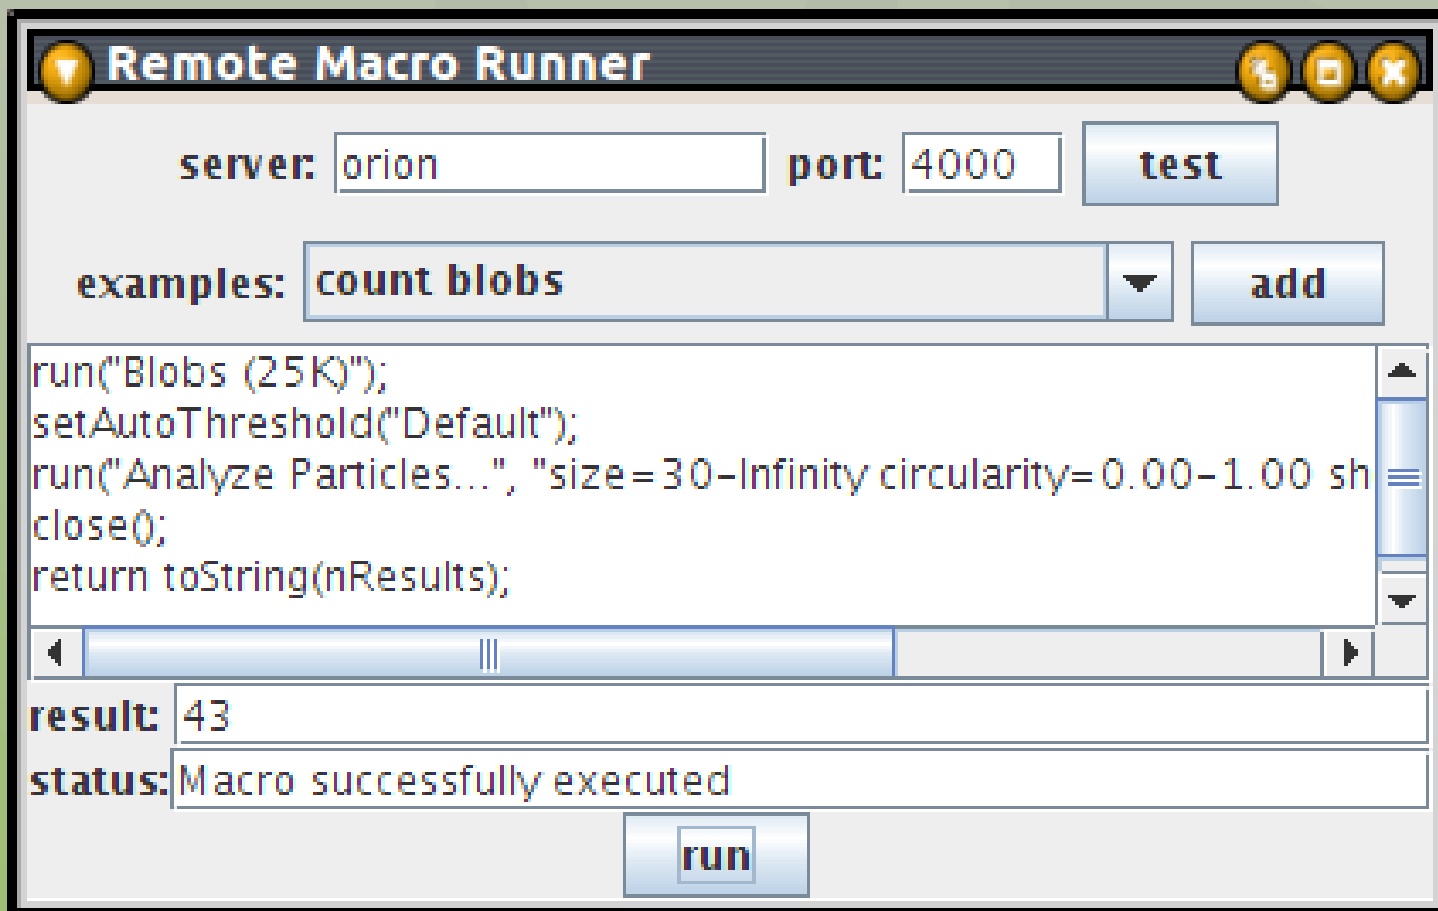 Remote Macro Runner
server: orion port: 4000 test
examples: count blobs add
run("Blobs (25K)");
setAutoThreshold("Default");
run("Analyze Particles...", "size=30-Infinity circularity=0.00-1.00 sh
close();
return toString(nResults);
result: 43
status: Macro successfully executed
run